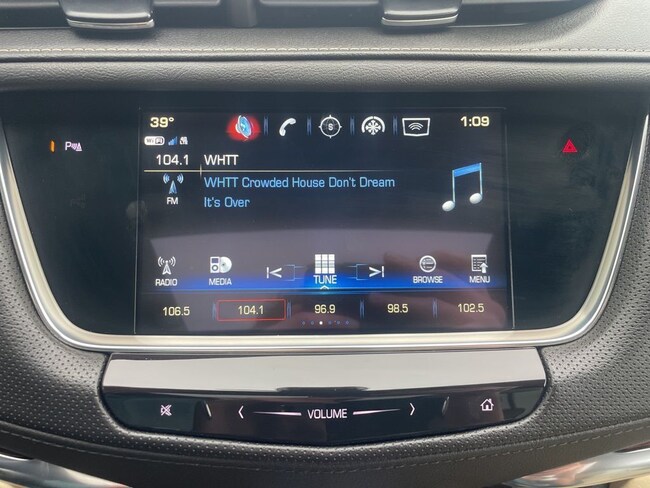 39°
1:09
WiFi
S
P
104.1 WHTT
FM
WHTT Crowded House Don't Dream
It's Over
RADIO MEDIA TUNE BROWSE MENU
106.5 104.1 96.9 98.5 102.5
VOLUME